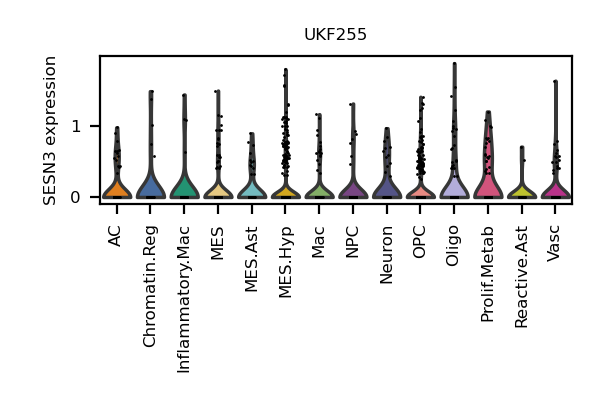 UKF255
SESN3 expression
1
0
AC
Chromatin.Reg
Inflammatory.Mac
MES
MES.Ast
MES.Hyp
Mac
NPC
Neuron
OPC
Oligo
Prolif.Metab
Reactive.Ast
Vasc